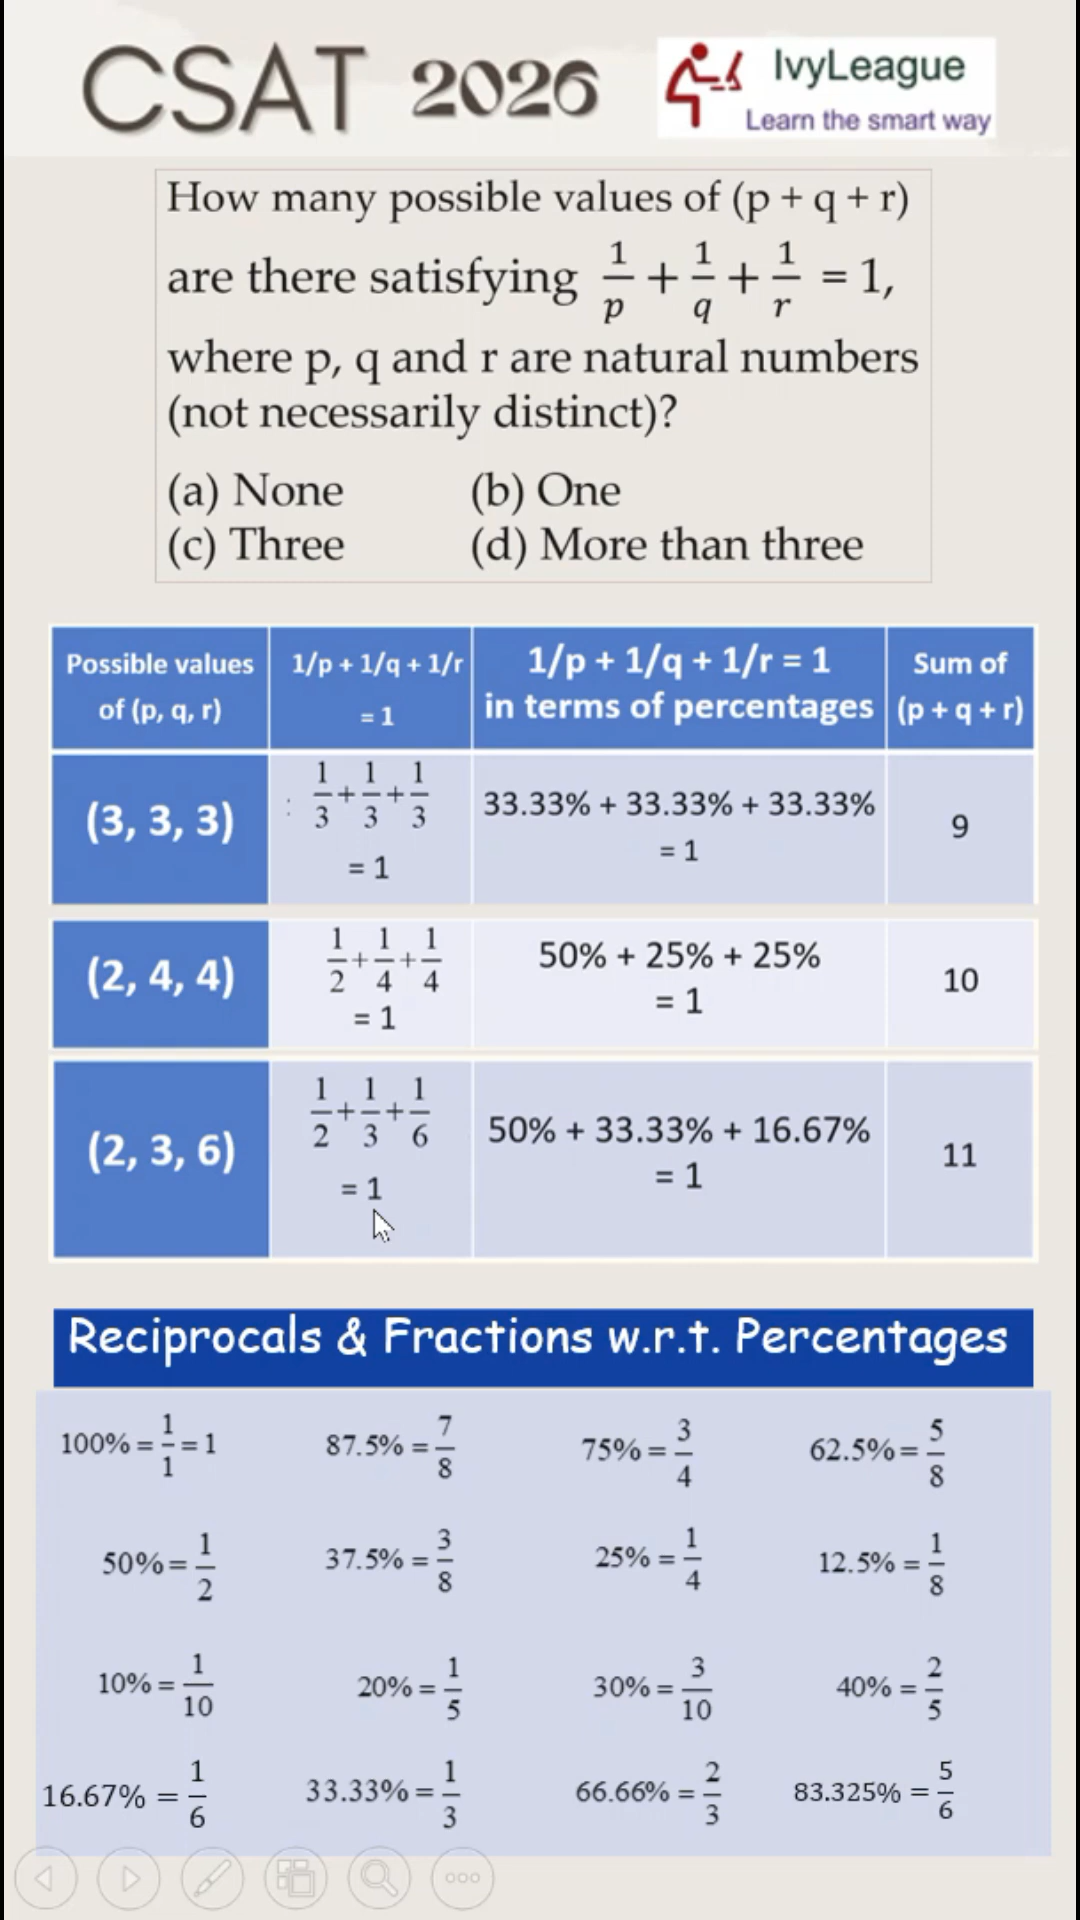 CSAT 2026
IvyLeague
Learn the smart way
How many possible values of (p + q + r)
are there satisfying 1/p + 1/q + 1/r = 1,
where p, q and r are natural numbers
(not necessarily distinct)?
(a) None (b) One
(c) Three (d) More than three
Possible values of (p, q, r)
1/p + 1/q + 1/r = 1
1/p + 1/q + 1/r = 1
in terms of percentages
Sum of
(p + q + r)
(3, 3, 3)
: 1/3 + 1/3 + 1/3
= 1
33.33% + 33.33% + 33.33%
= 1
9
(2, 4, 4)
1/2 + 1/4 + 1/4
= 1
50% + 25% + 25%
= 1
10
(2, 3, 6)
1/2 + 1/3 + 1/6
= 1
50% + 33.33% + 16.67%
= 1
11
Reciprocals & Fractions w.r.t. Percentages
100% = 1/1 = 1 87.5% = 7/8 75% = 3/4 62.5% = 5/8
50% = 1/2 37.5% = 3/8 25% = 1/4 12.5% = 1/8
10% = 1/10 20% = 1/5 30% = 3/10 40% = 2/5
16.67% = 1/6 33.33% = 1/3 66.66% = 2/3 83.325% = 5/6